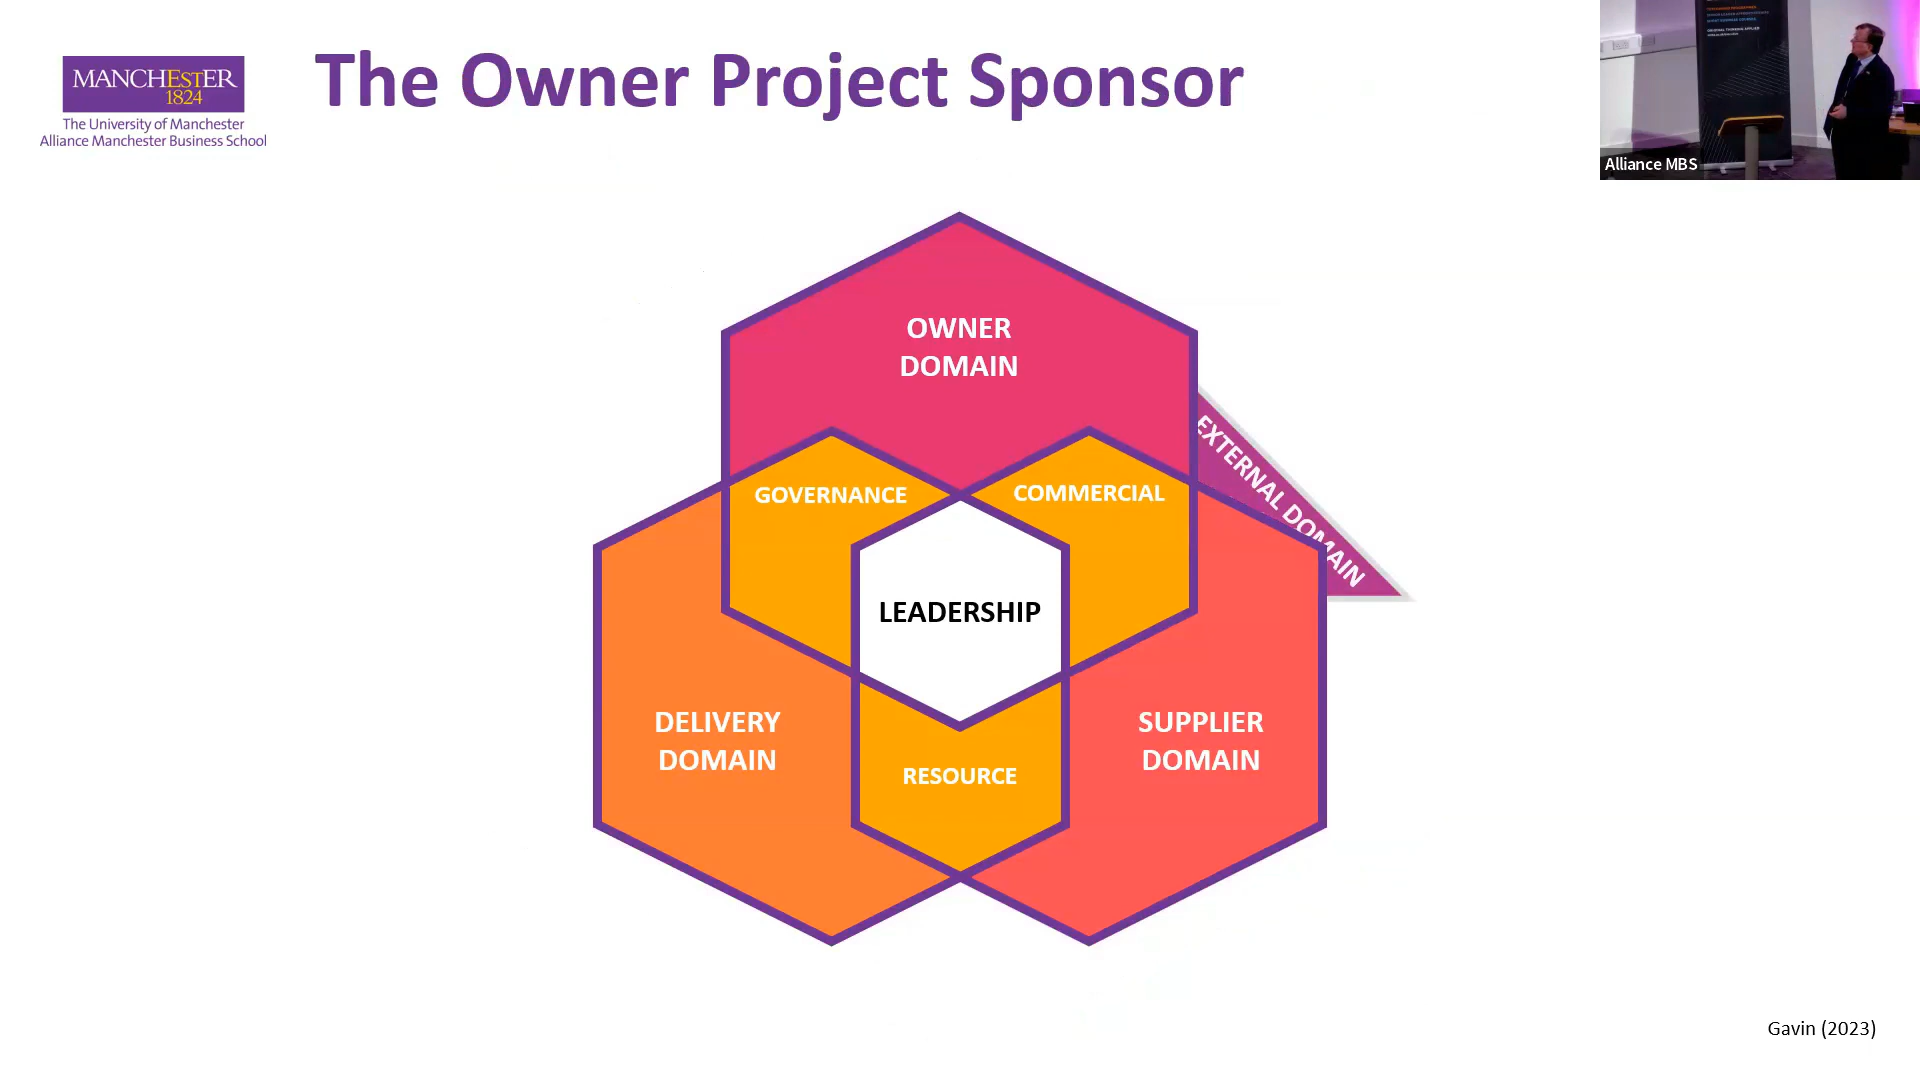 MANCHESTER
1824
The University of Manchester
Alliance Manchester Business School
The Owner Project Sponsor
Alliance MBS
OWNER
DOMAIN
EXTERNAL DOMAIN
GOVERNANCE
COMMERCIAL
LEADERSHIP
DELIVERY
DOMAIN
SUPPLIER
DOMAIN
RESOURCE
Gavin (2023)